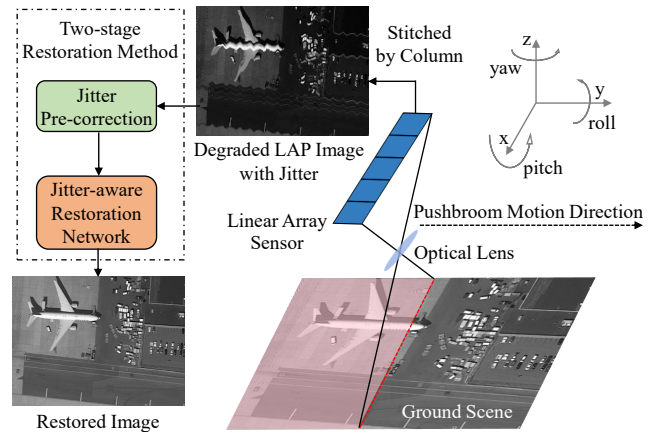 Two-stage
Restoration Method
Jitter
Pre-correction
Jitter-aware
Restoration
Network
Restored Image
Degraded LAP Image
with Jitter
Stitched
by Column
Linear Array
Sensor
Optical Lens
Pushbroom Motion Direction
Ground Scene
z
yaw
y
roll
x
pitch